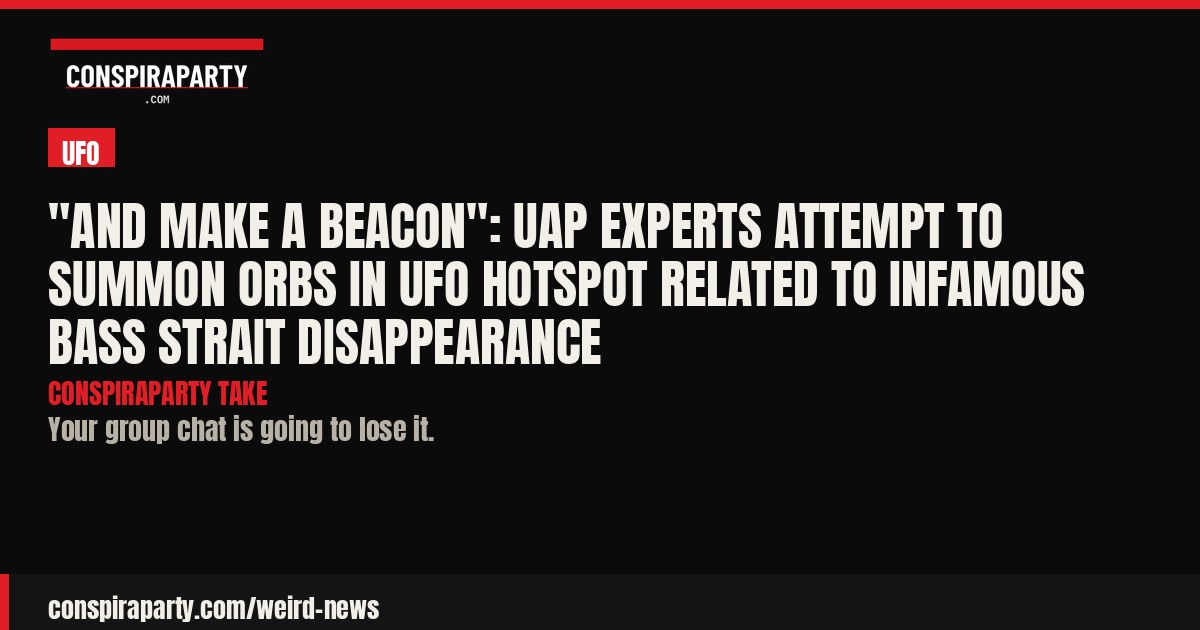 CONSPIRAPARTY
.COM
UFO
"AND MAKE A BEACON": UAP EXPERTS ATTEMPT TO
SUMMON ORBS IN UFO HOTSPOT RELATED TO INFAMOUS
BASS STRAIT DISAPPEARANCE
CONSPIRAPARTY TAKE
Your group chat is going to lose it.
conspiraparty.com/weird-news